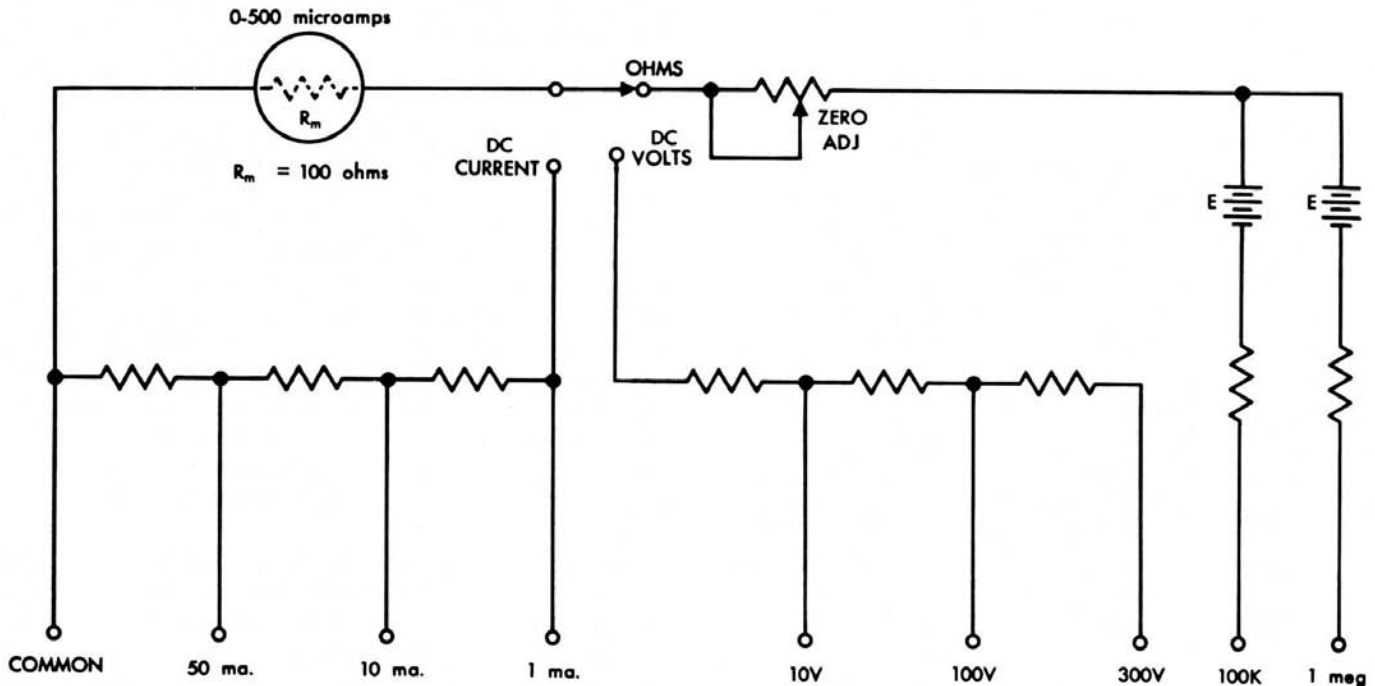 0-500 microamps
OHMS
Rm
ZERO
ADJ
DC
CURRENT
DC
VOLTS
Rm = 100 ohms
E
E
COMMON
50 ma.
10 ma.
1 ma.
10V
100V
300V
100K
1 meg